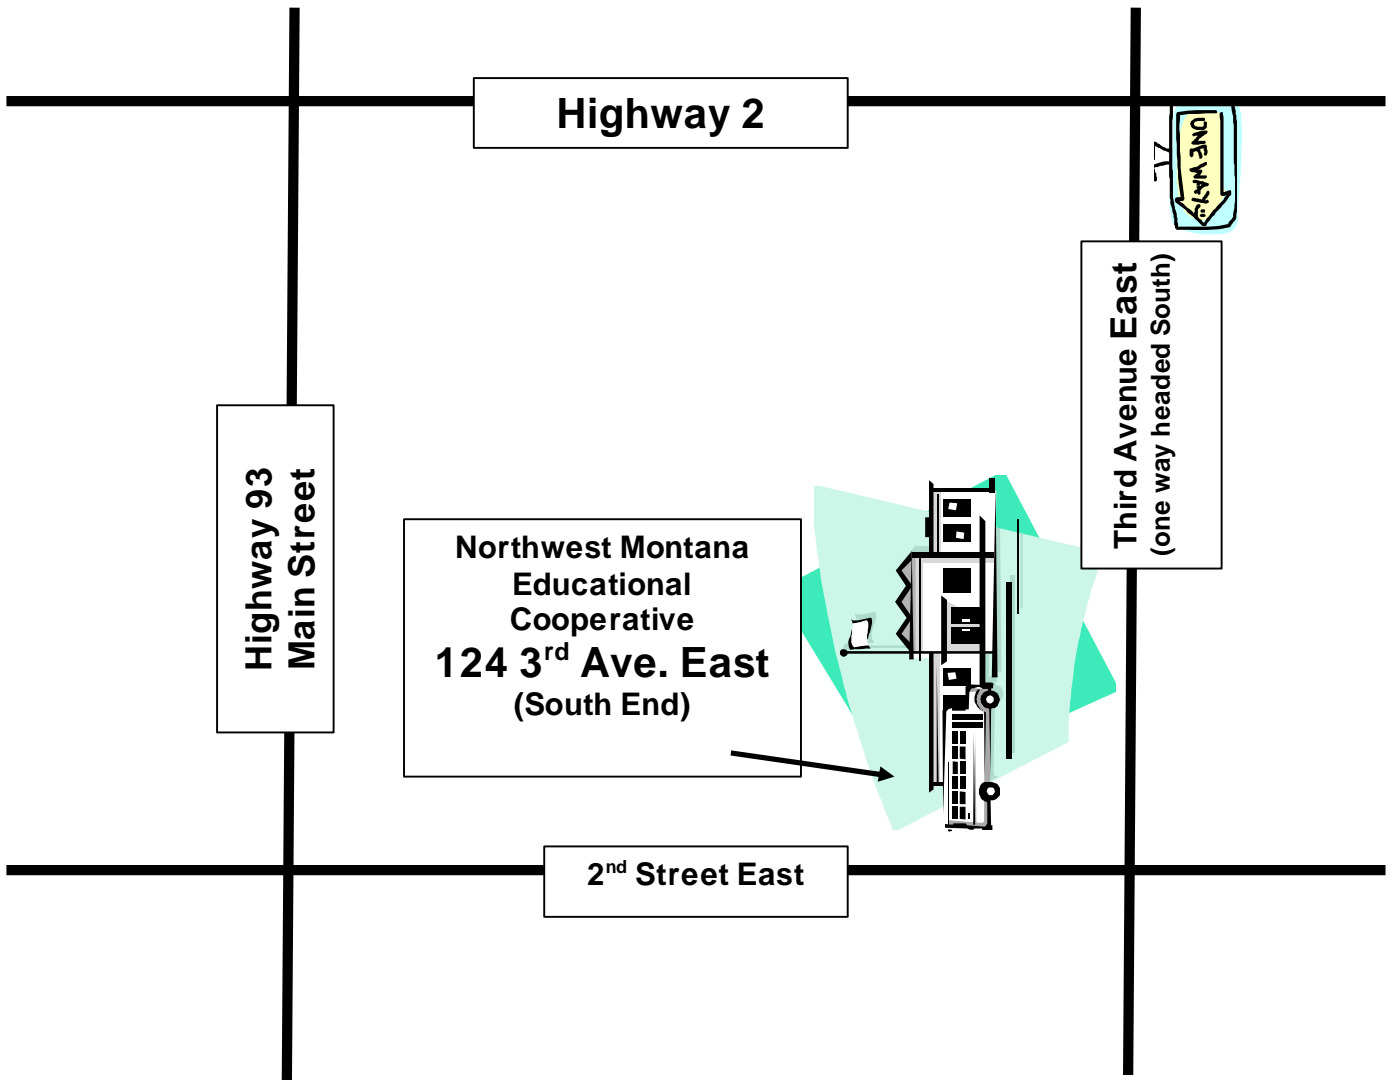 Highway 2
ONE WAY
Third Avenue East
(one way headed South)
Highway 93
Main Street
Northwest Montana
Educational
Cooperative
124 3rd Ave. East
(South End)
2nd Street East